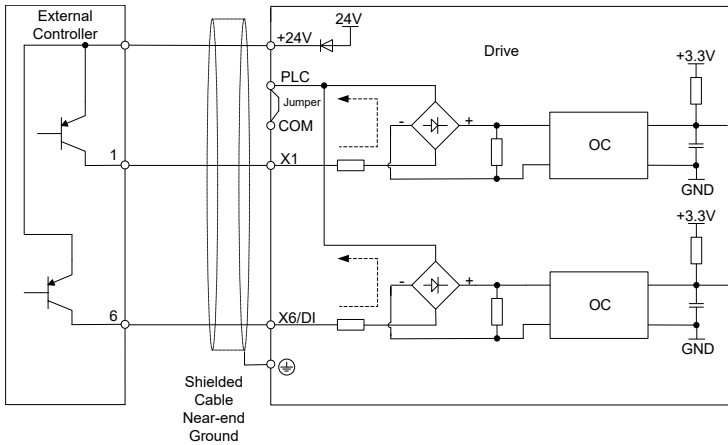 External
Controller
24V
+24V
Drive
+3.3V
PLC
Jumper
COM
-
+
OC
1
X1
GND
+3.3V
-
+
OC
6
X6/DI
GND
Shielded
Cable
Near-end
Ground